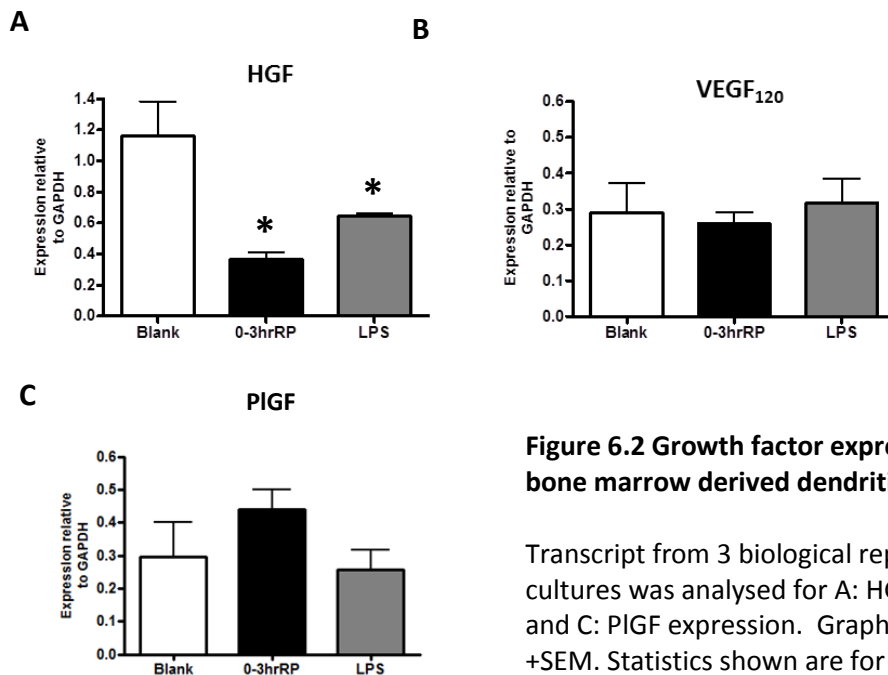 A
HGF
Expression relative
to GAPDH
1.4
1.2
1.0
0.8
0.6
0.4
0.2
0.0
*
*
Blank 0-3hrRP LPS
B
VEGF120
Expression relative to
GAPDH
0.6
0.5
0.4
0.3
0.2
0.1
0.0
Blank 0-3hrRP LPS
C
PlGF
Expression relative
to GAPDH
0.6
0.5
0.4
0.3
0.2
0.1
0.0
Blank 0-3hrRP LPS
Figure 6.2 Growth factor
bone marrow derived
Transcript from 3 biological
cultures was analysed for A:
and C: PlGF expression.
+SEM. Statistics shown are for